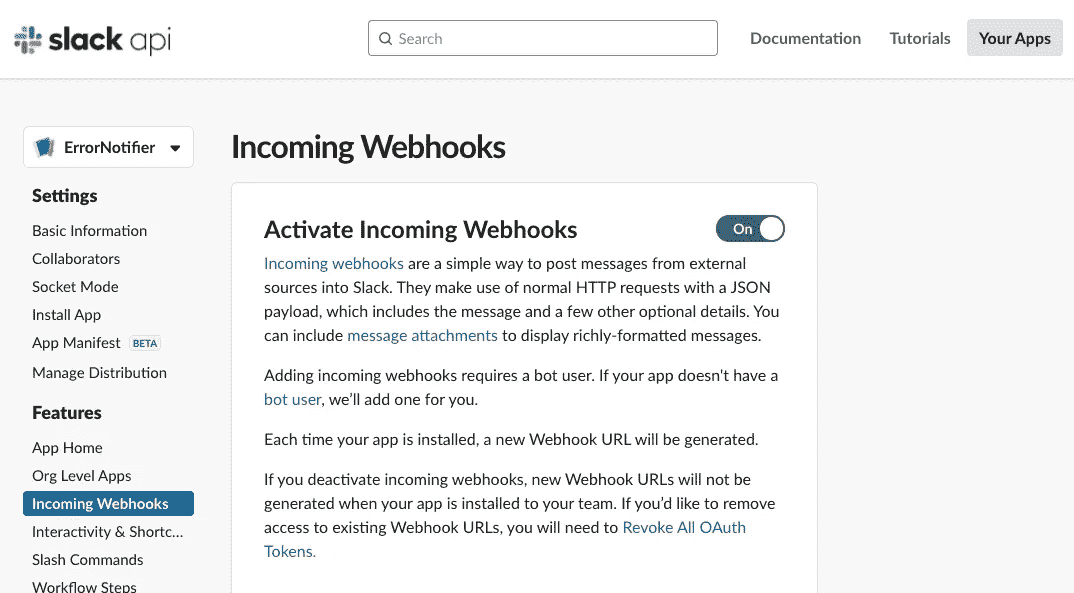 slack api
Search
Documentation
Tutorials
Your Apps
ErrorNotifier
Settings
Basic Information
Collaborators
Socket Mode
Install App
App Manifest BETA
Manage Distribution
Features
App Home
Org Level Apps
Incoming Webhooks
Interactivity & Shortc...
Slash Commands
Workflow Steps
Incoming Webhooks
Activate Incoming Webhooks
On
Incoming webhooks are a simple way to post messages from external
sources into Slack. They make use of normal HTTP requests with a JSON
payload, which includes the message and a few other optional details. You
can include message attachments to display richly-formatted messages.
Adding incoming webhooks requires a bot user. If your app doesn't have a
bot user, we’ll add one for you.
Each time your app is installed, a new Webhook URL will be generated.
If you deactivate incoming webhooks, new Webhook URLs will not be
generated when your app is installed to your team. If you’d like to remove
access to existing Webhook URLs, you will need to Revoke All OAuth
Tokens.